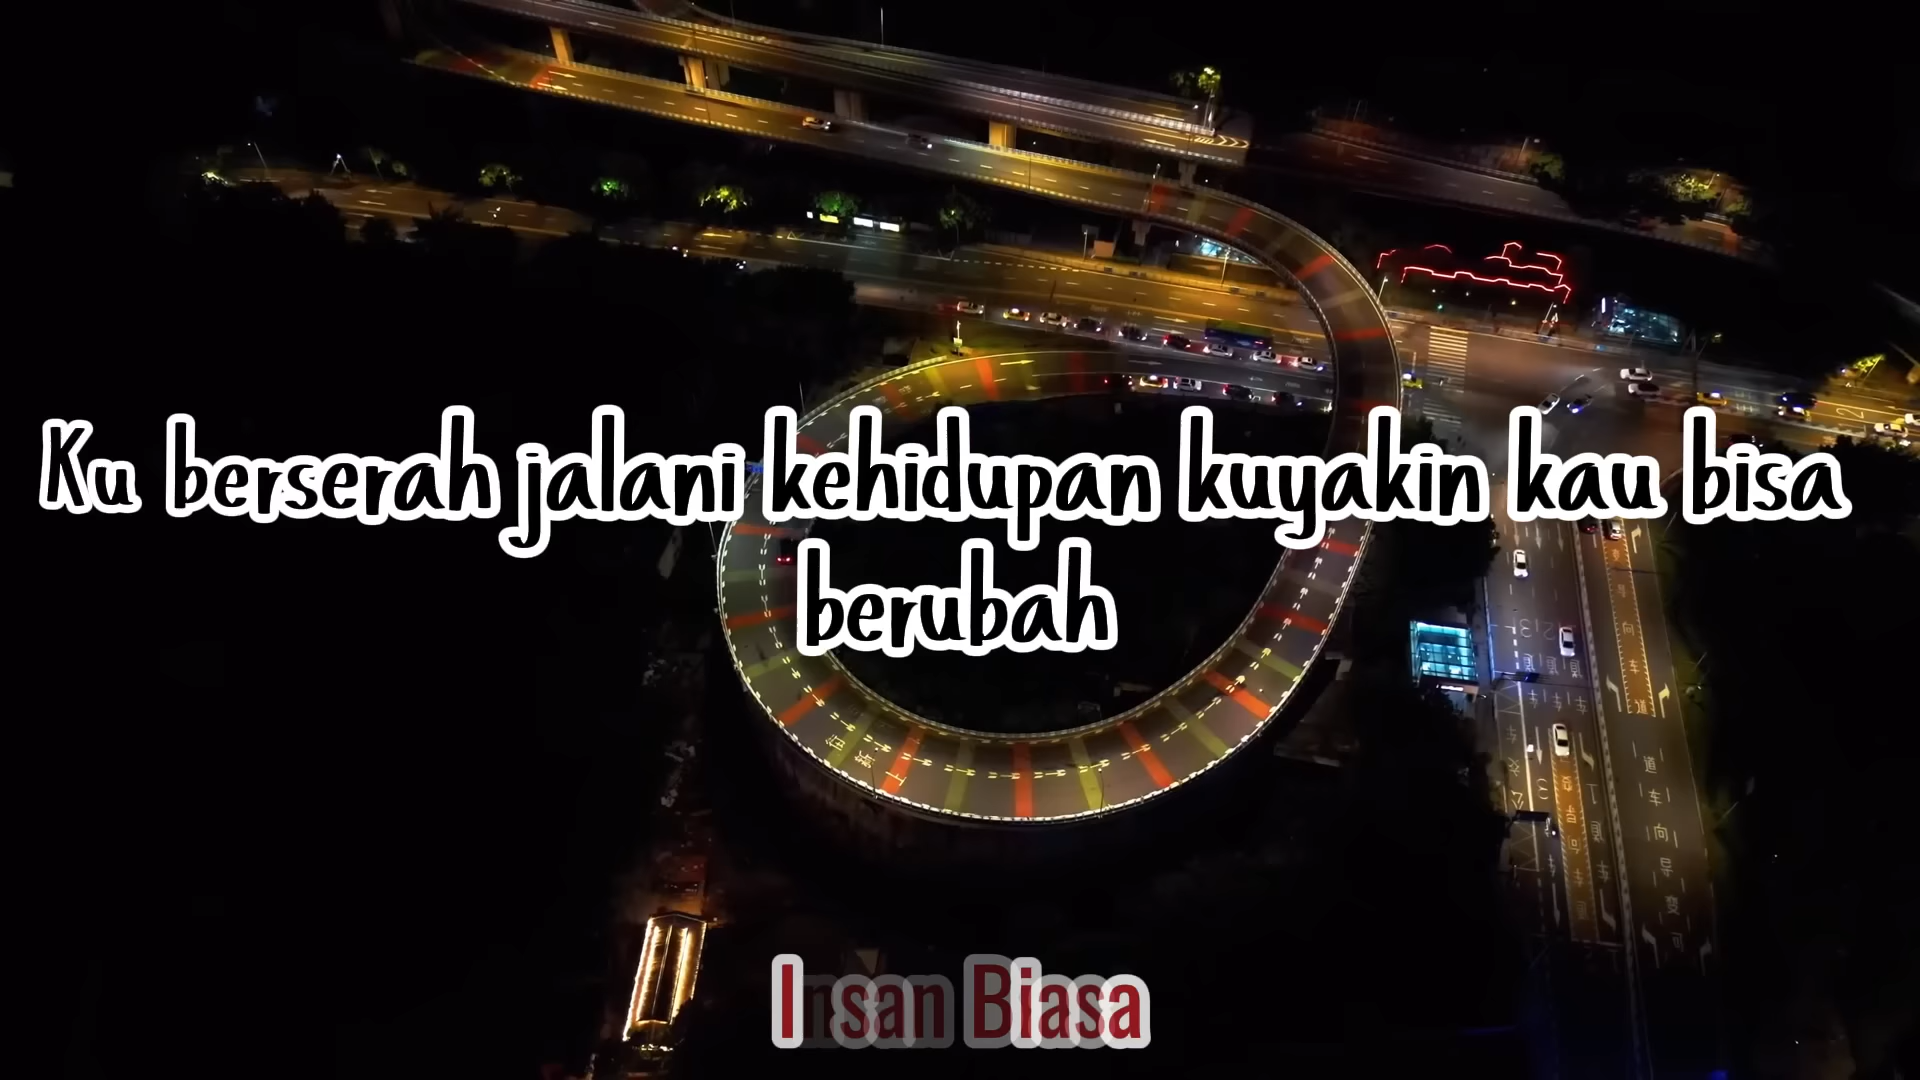 Ku berserah jalani kehidupan kuyakin kau bisa
berubah
Insan Biasa